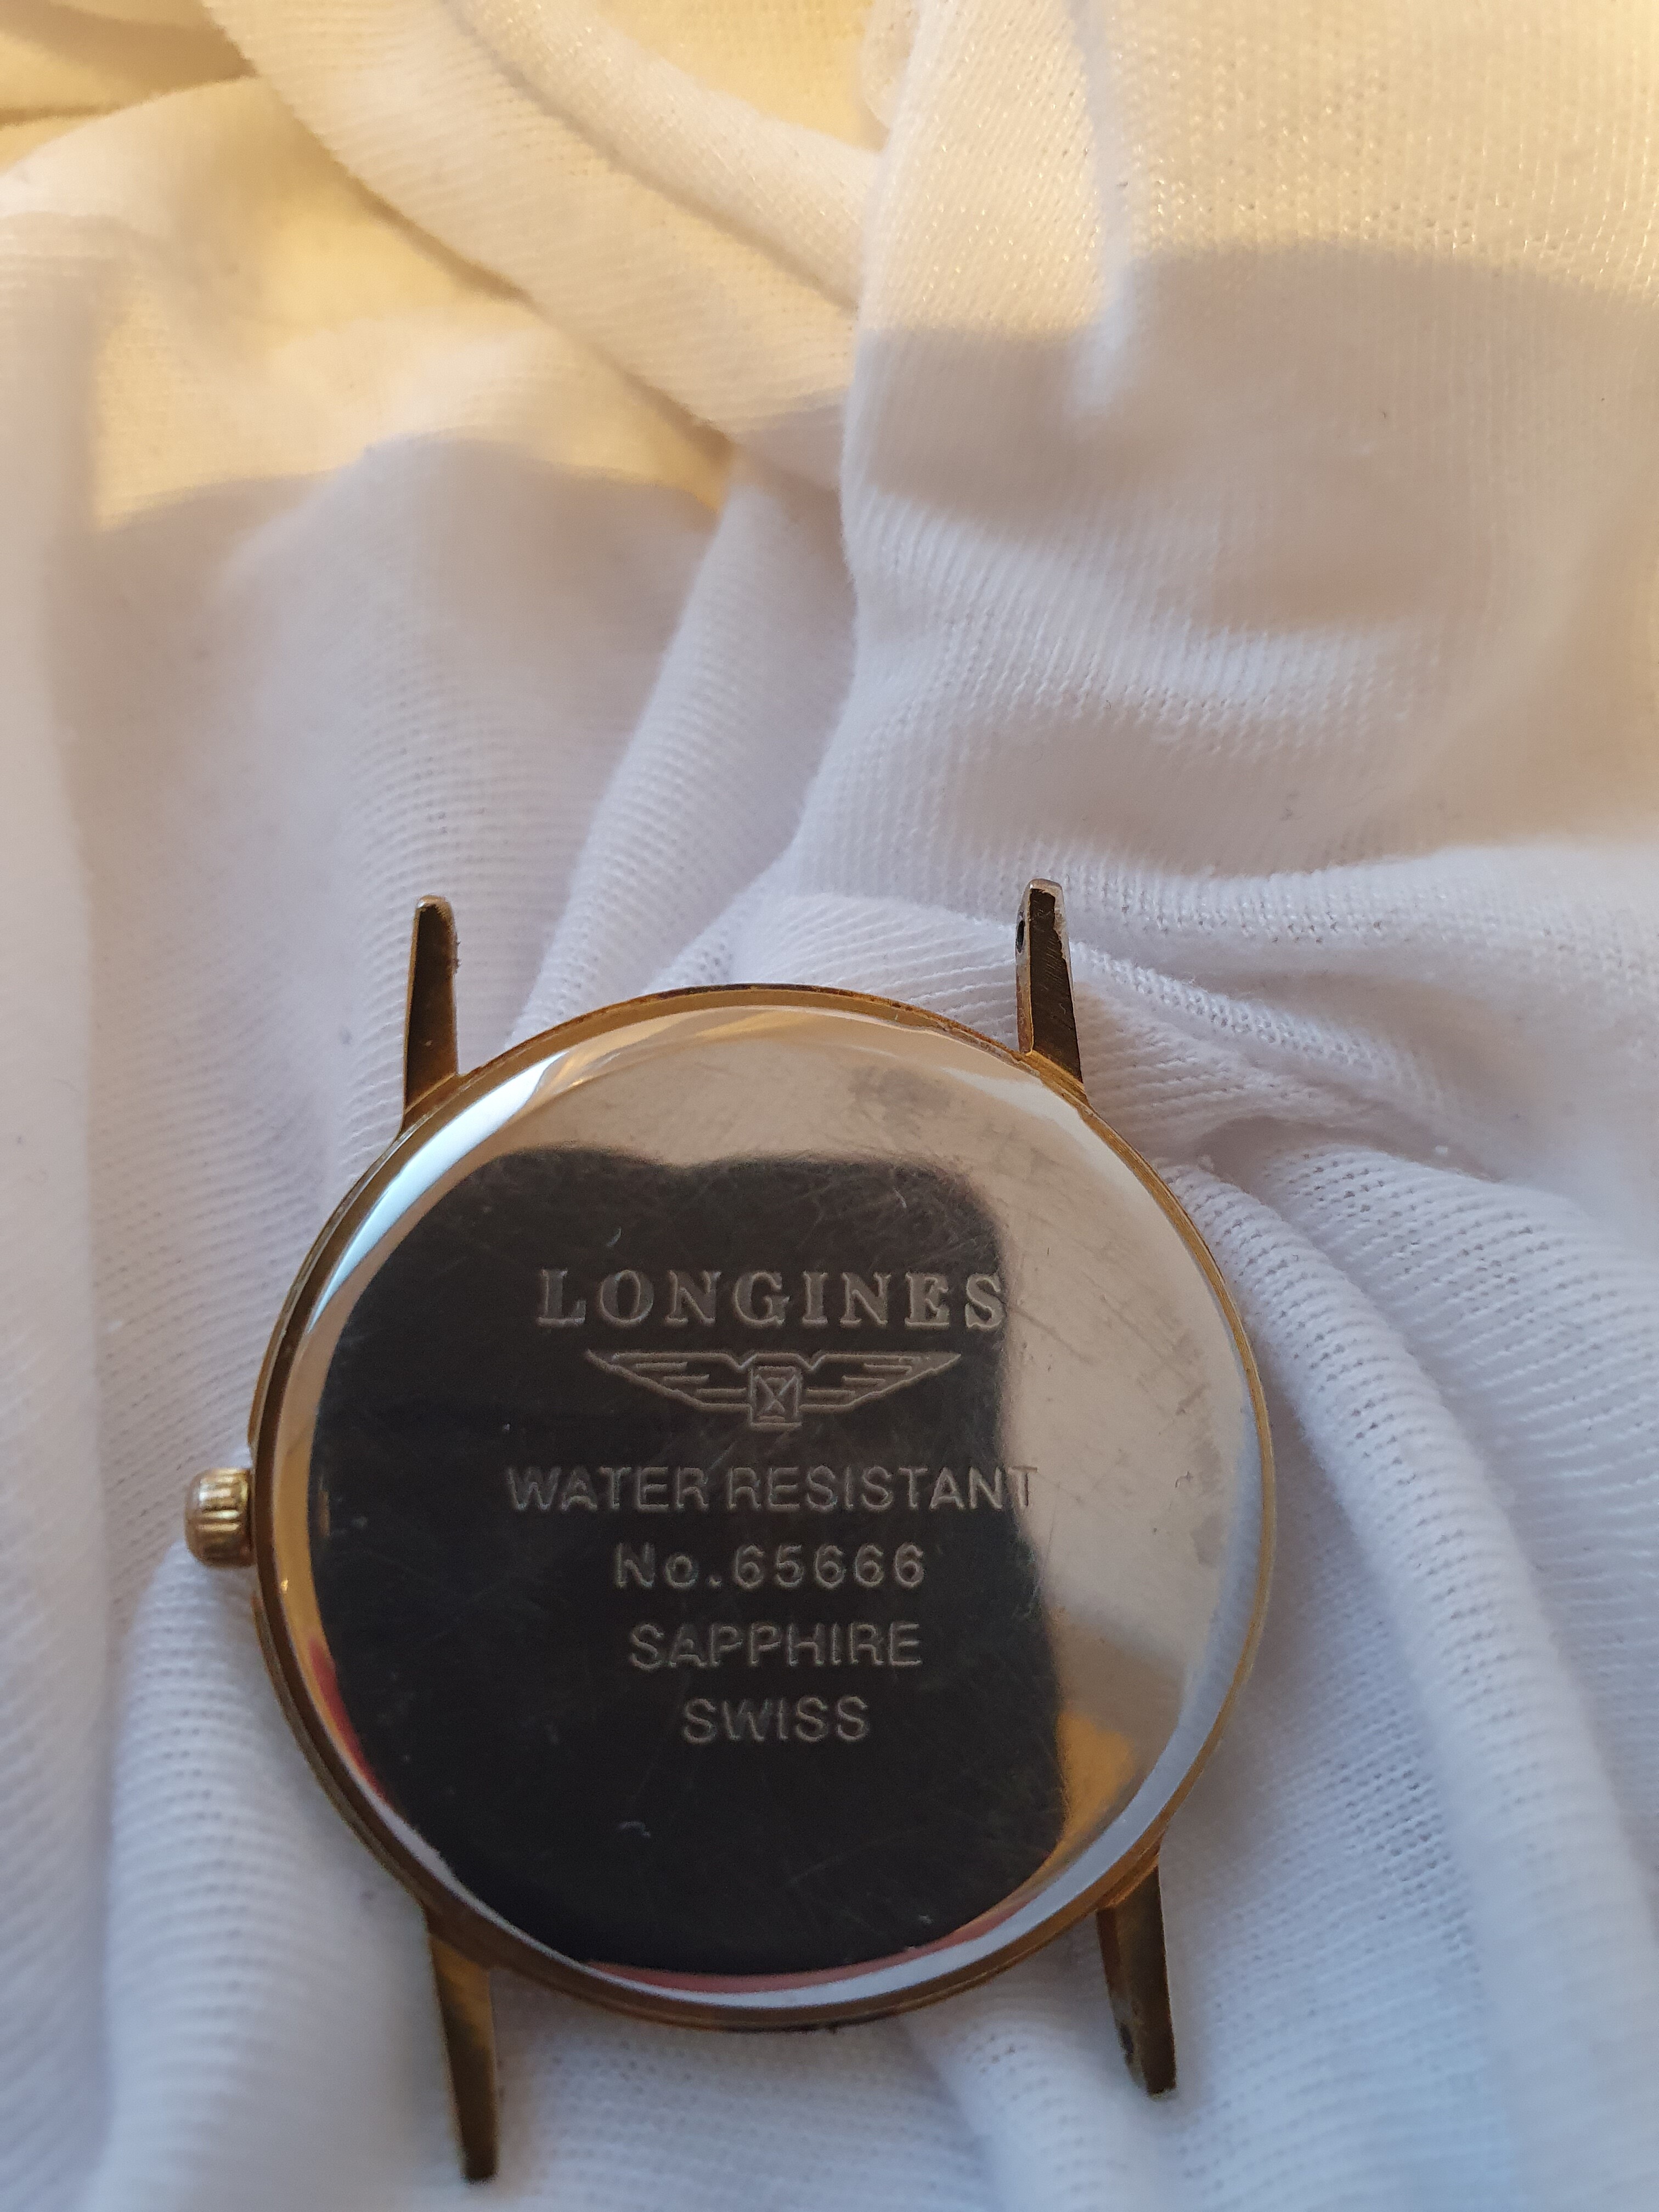 LONGINES
WATER RESISTANT
No.65666
SAPPHIRE
SWISS